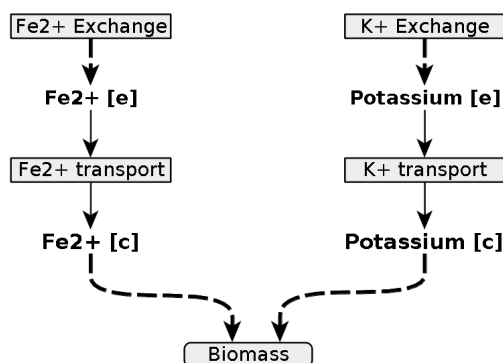 Fe2+ Exchange
K+ Exchange
Fe2+ [e]
Potassium [e]
Fe2+ transport
K+ transport
Fe2+ [c]
Potassium [c]
Biomass